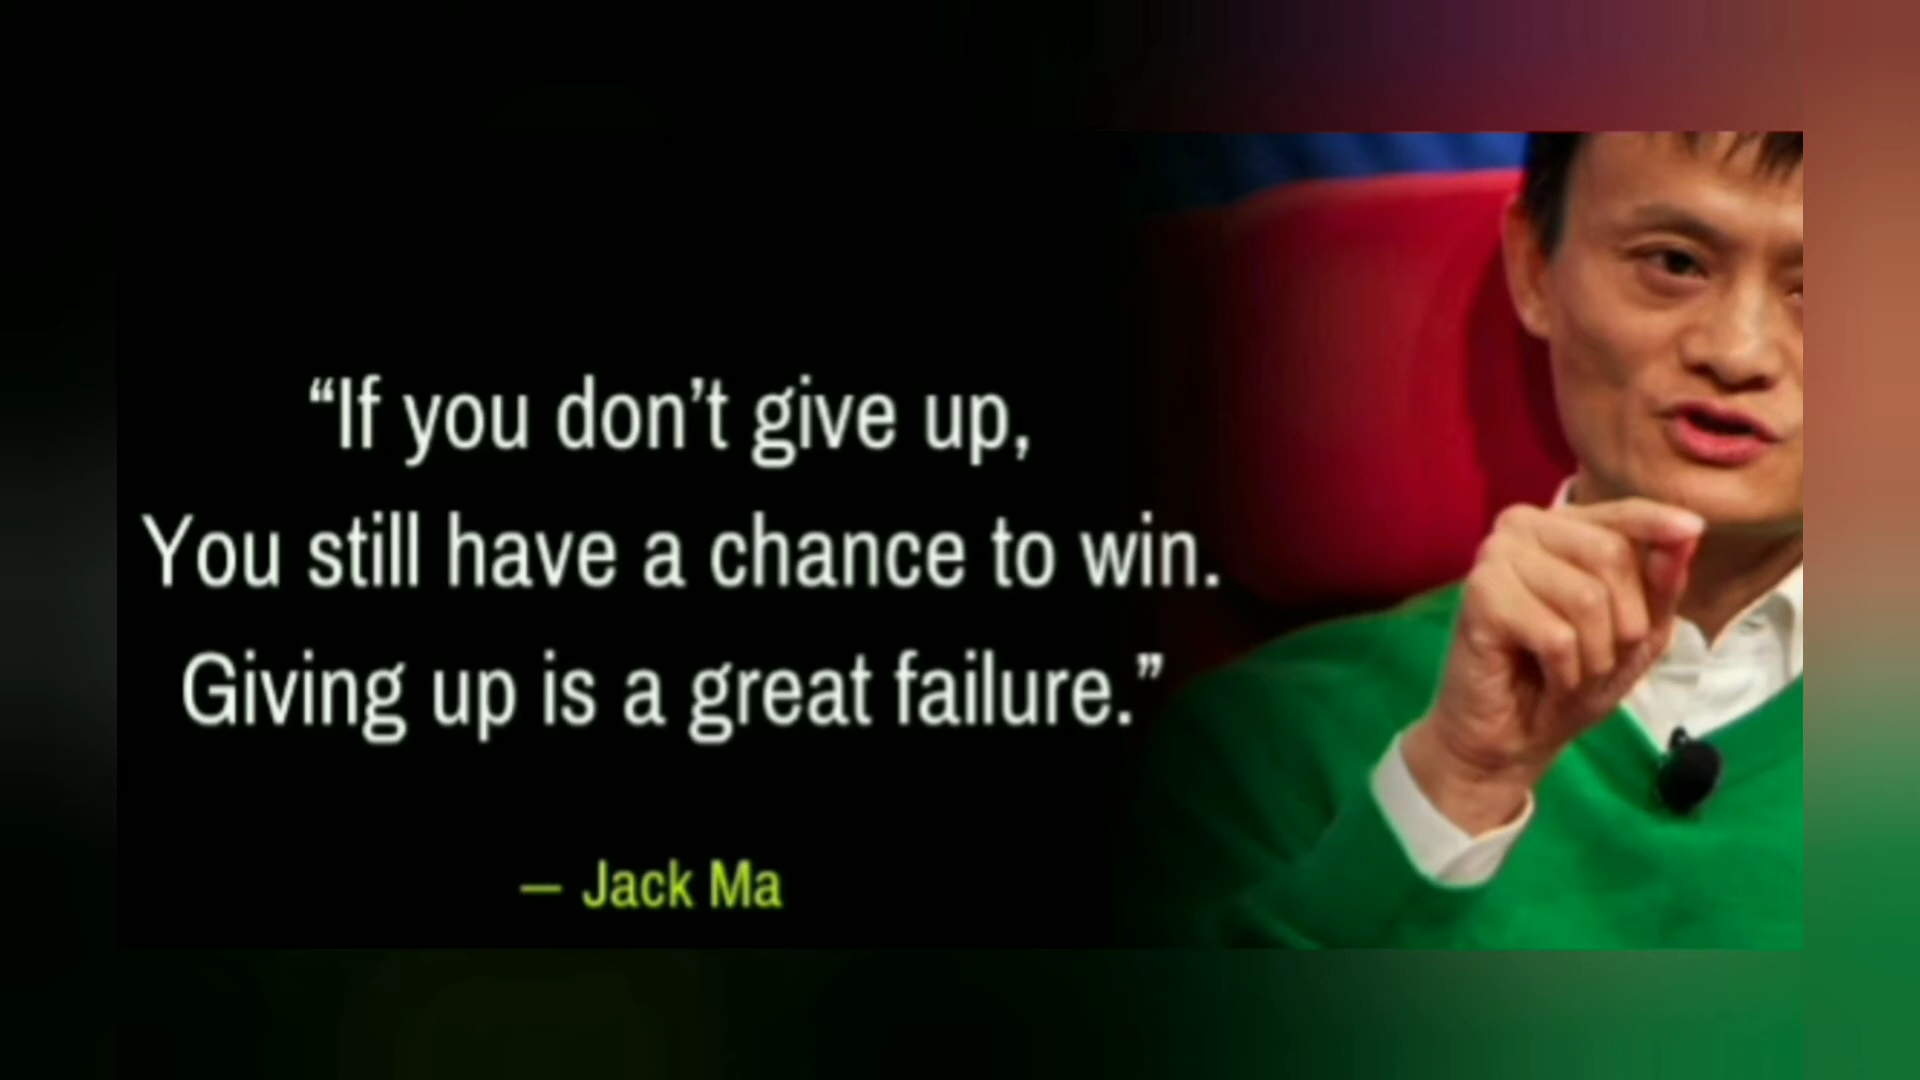 “If you don’t give up,
You still have a chance to win.
Giving up is a great failure.”
– Jack Ma